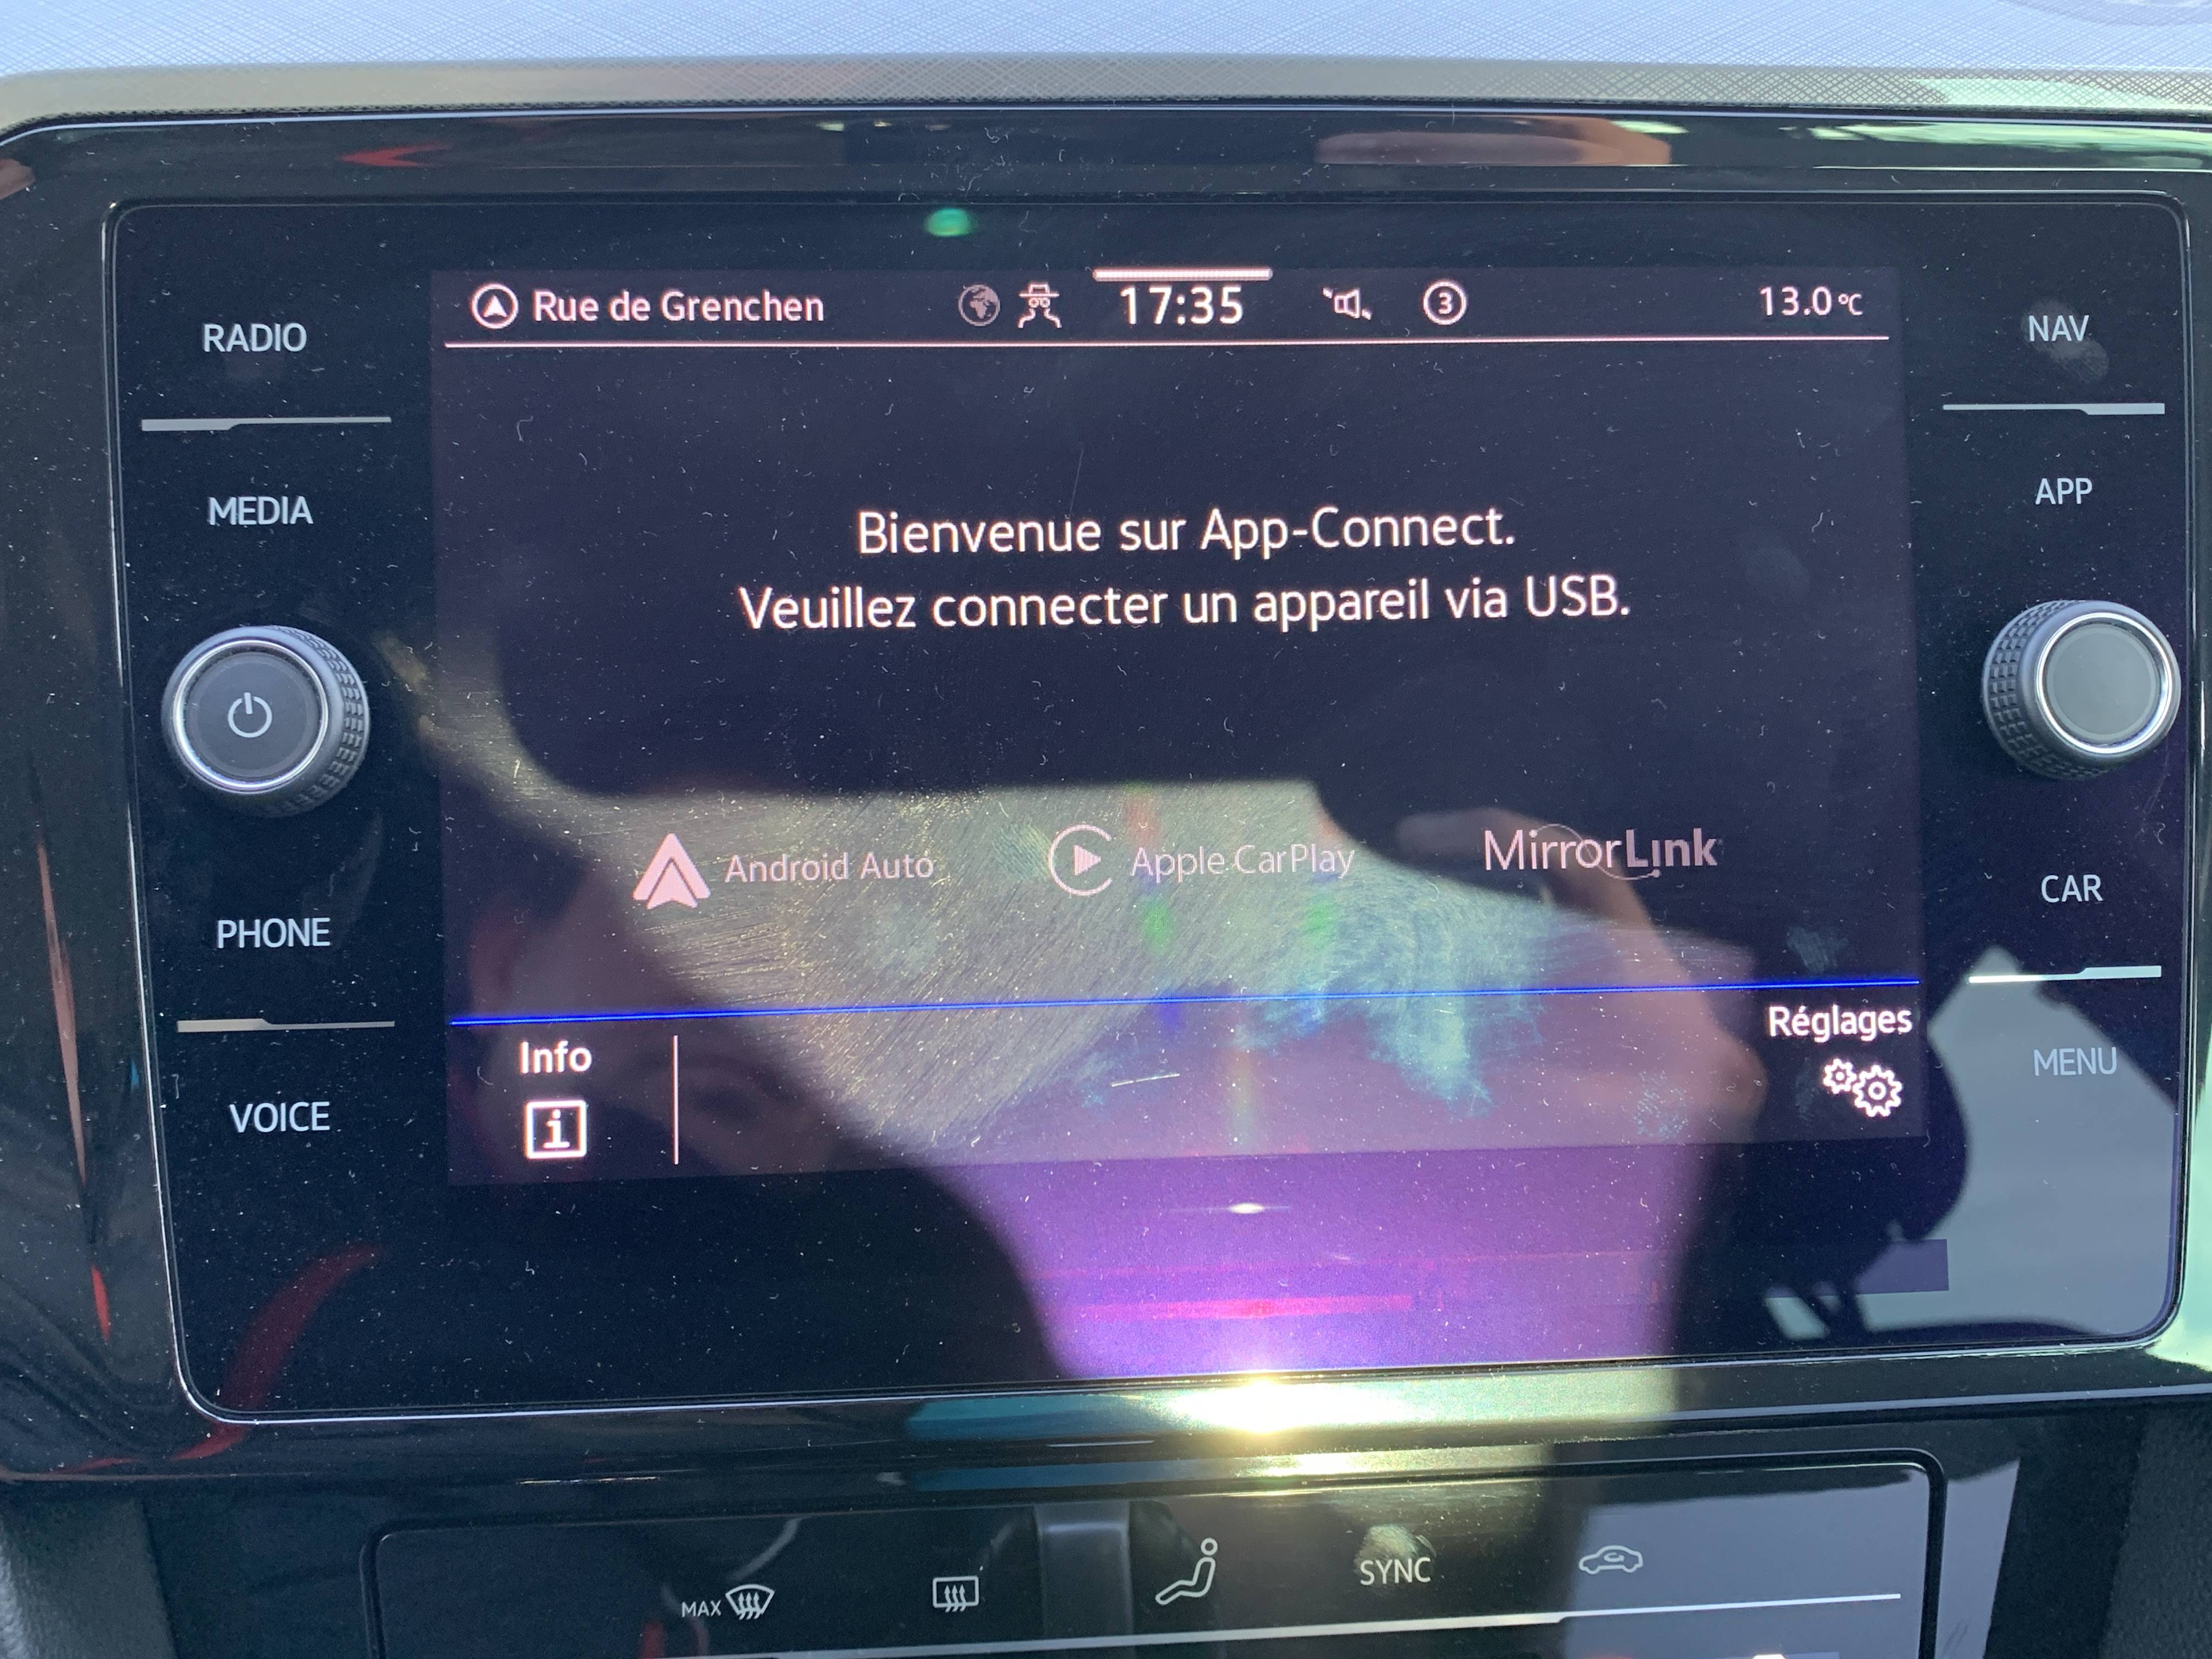 Rue de Grenchen 17:35 3 13.0°C
RADIO
NAV
MEDIA
APP
Bienvenue sur App-Connect.
Veuillez connecter un appareil via USB.
Android Auto Apple CarPlay MirrorLink
CAR
PHONE
Info
Réglages
VOICE
MENU
MAX
SYNC